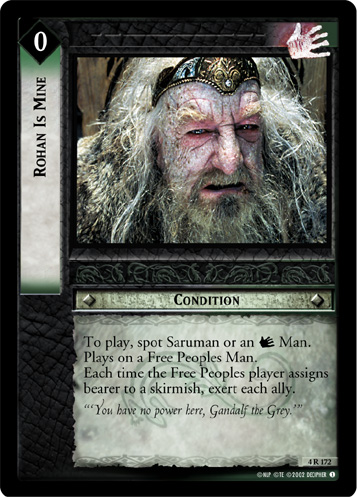 0
Rohan Is Mine
Condition
To play, spot Saruman or an Man.
Plays on a Free Peoples Man.
Each time the Free Peoples player assigns
bearer to a skirmish, exert each ally.
“‘You have no power here, Gandalf the Grey.’”
4 R 172
©NLP ©TE ©2002 DECIPHER 1